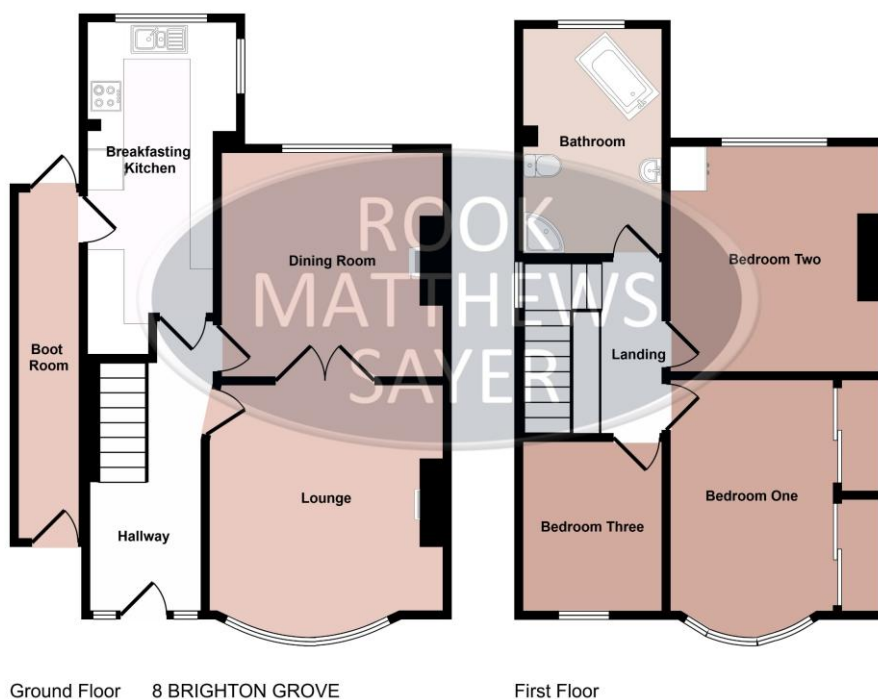 Breakfasting
Kitchen
Dining Room
Boot
Room
Lounge
Hallway
Bathroom
Bedroom Two
Landing
Bedroom One
Bedroom Three
ROOK
MATTHEWS
SAYER
Ground Floor 8 BRIGHTON GROVE
First Floor